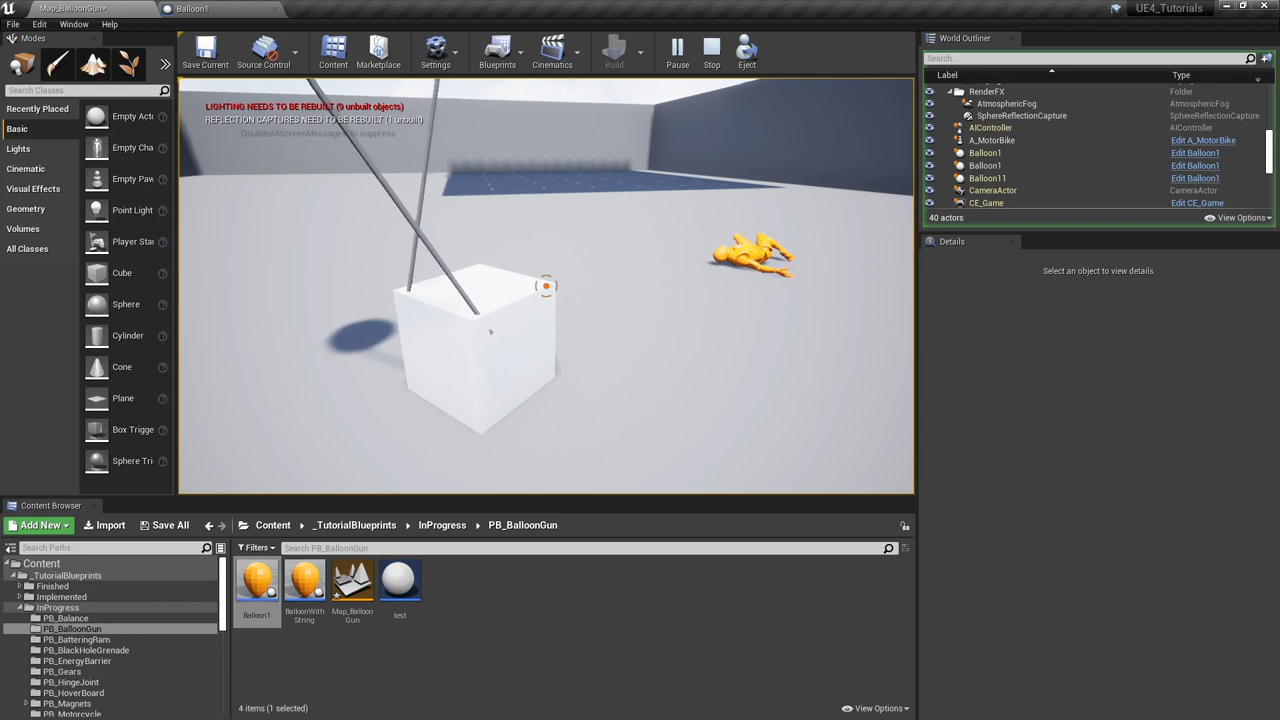 Map_BalloonGun*
Balloon1
UE4_Tutorials
File Edit Window Help
Modes
Search Classes
Recently Placed
Basic
Lights
Cinematic
Visual Effects
Geometry
Volumes
All Classes
Empty Acto
Empty Cha
Empty Paw
Point Light
Player Star
Cube
Sphere
Cylinder
Cone
Plane
Box Trigge
Sphere Tri
Save Current
Source Control
Content
Marketplace
Settings
Blueprints
Cinematics
Build
Pause
Stop
Eject
LIGHTING NEEDS TO BE REBUILT (9 unbuilt objects)
REFLECTION CAPTURES NEED TO BE REBUILT (1 unbuilt)
'DisableAllScreenMessages' to suppress
World Outliner
Search...
Label Type
RenderFX Folder
AtmosphericFog AtmosphericFog
SphereReflectionCapture SphereReflectionCapture
AIController AIController
A_MotorBike Edit A_MotorBike
Balloon1 Edit Balloon1
Balloon1 Edit Balloon1
Balloon11 Edit Balloon1
CameraActor CameraActor
CE_Game Edit CE_Game
40 actors
View Options
Details
Select an object to view details.
Content Browser
Add New
Import
Save All
Content _TutorialBlueprints InProgress PB_BalloonGun
Search Paths
Filters
Search PB_BalloonGun
Content
_TutorialBlueprints
Finished
Implemented
InProgress
PB_Balance
PB_BalloonGun
PB_BatteringRam
PB_BlackHoleGrenade
PB_EnergyBarrier
PB_Gears
PB_HingeJoint
PB_HoverBoard
PB_Magnets
PB_Motorcycle
Balloon1
BalloonWith
String
Map_Balloon
Gun
test
4 items (1 selected)
View Options